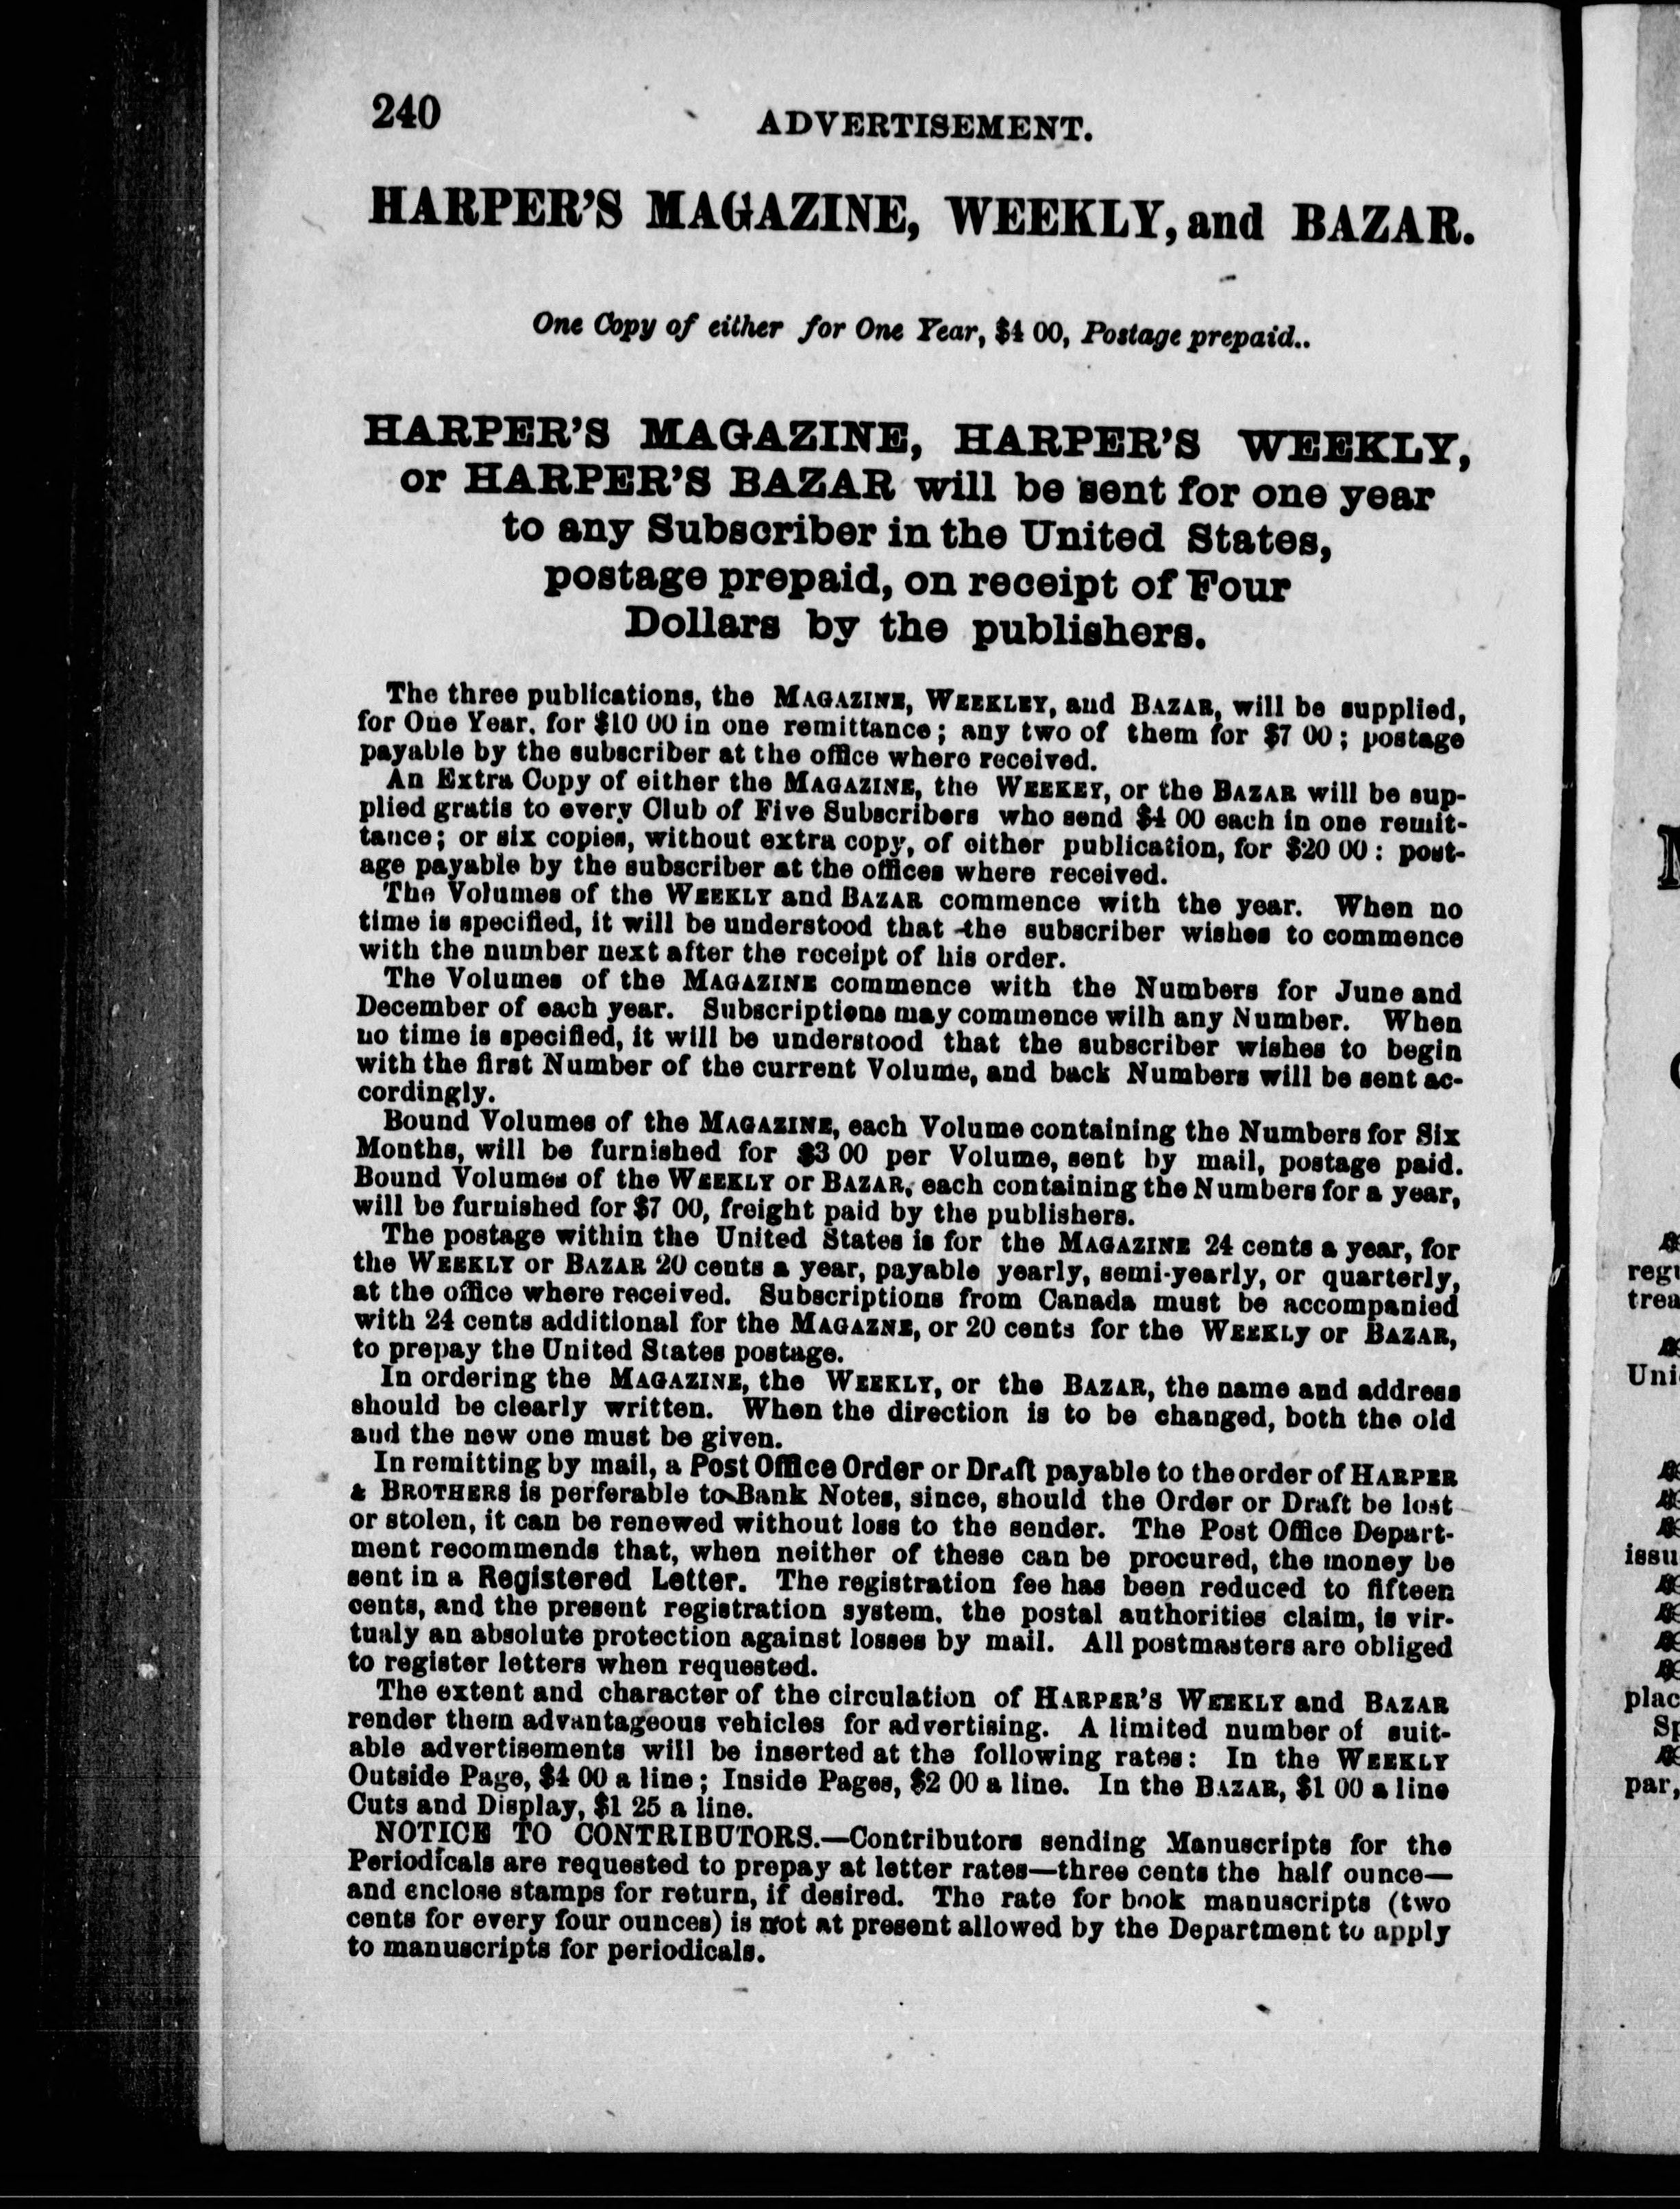 240
ADVERTISEMENT.
HARPER'S MAGAZINE, WEEKLY, and BAZAR.
One Copy of either for One Year, $4 00, Postage prepaid..
HARPER'S MAGAZINE, HARPER'S WEEKLY,
or HARPER'S BAZAR will be sent for one year
to any Subscriber in the United States,
postage prepaid, on receipt of Four
Dollars by the publishers.
The three publications, the MAGAZINE, WEEKLEY, and BAZAR, will be supplied,
for One Year, for $10 00 in one remittance; any two of them for $7 00; postage
payable by the subscriber at the office where received.
An Extra Copy of either the MAGAZINE, the WEEKEY, or the BAZAR will be sup-
plied gratis to every Club of Five Subscribers who send $4 00 each in one remit-
tance; or six copies, without extra copy, of either publication, for $20 00: post-
age payable by the subscriber at the offices where received.
The Volumes of the WEEKLY and BAZAR commence with the year. When no
time is specified, it will be understood that the subscriber wishes to commence
with the number next after the receipt of his order.
The Volumes of the MAGAZINE commence with the Numbers for June and
December of each year. Subscriptions may commence wilh any Number. When
no time is specified, it will be understood that the subscriber wishes to begin
with the first Number of the current Volume, and back Numbers will be sent ac-
cordingly.
Bound Volumes of the MAGAZINE, each Volume containing the Numbers for Six
Months, will be furnished for $3 00 per Volume, sent by mail, postage paid.
Bound Volumes of the WEEKLY or BAZAR, each containing the Numbers for a year,
will be furnished for $7 00, freight paid by the publishers.
The postage within the United States is for the MAGAZINE 24 cents a year, for
the WEEKLY or BAZAR 20 cents a year, payable yearly, semi-yearly, or quarterly,
at the office where received. Subscriptions from Canada must be accompanied
with 24 cents additional for the MAGAZNE, or 20 cents for the WEEKLy or BAZAR,
to prepay the United States postage.
In ordering the MAGAZINE, the WEEKLY, or the BAZAR, the name and address
should be clearly written. When the direction is to be changed, both the old
and the new one must be given.
In remitting by mail, a Post Office Order or Draft payable to the order of HARPER
& BROTHERS is perferable to Bank Notes, since, should the Order or Draft be lost
or stolen, it can be renewed without loss to the sender. The Post Office Depart-
ment recommends that, when neither of these can be procured, the money be
sent in a Registered Letter. The registration fee has been reduced to fifteen
cents, and the present registration system, the postal authorities claim, is vir-
tualy an absolute protection against losses by mail. All postmasters are obliged
to register letters when requested.
The extent and character of the circulation of HARPER'S WEEKLY and BAZAR
render them advantageous vehicles for advertising. A limited number of suit-
able advertisements will be inserted at the following rates: In the WEEKLY
Outside Page, $4 00 a line; Inside Pages, $2 00 a line. In the BAZAR, $1 00 a line
Cuts and Display, $1 25 a line.
NOTICE TO CONTRIBUTORS.—Contributors sending Manuscripts for the
Periodicals are requested to prepay at letter rates—three cents the half ounce—
and enclose stamps for return, if desired. The rate for book manuscripts (two
cents for every four ounces) is not at present allowed by the Department to apply
to manuscripts for periodicals.